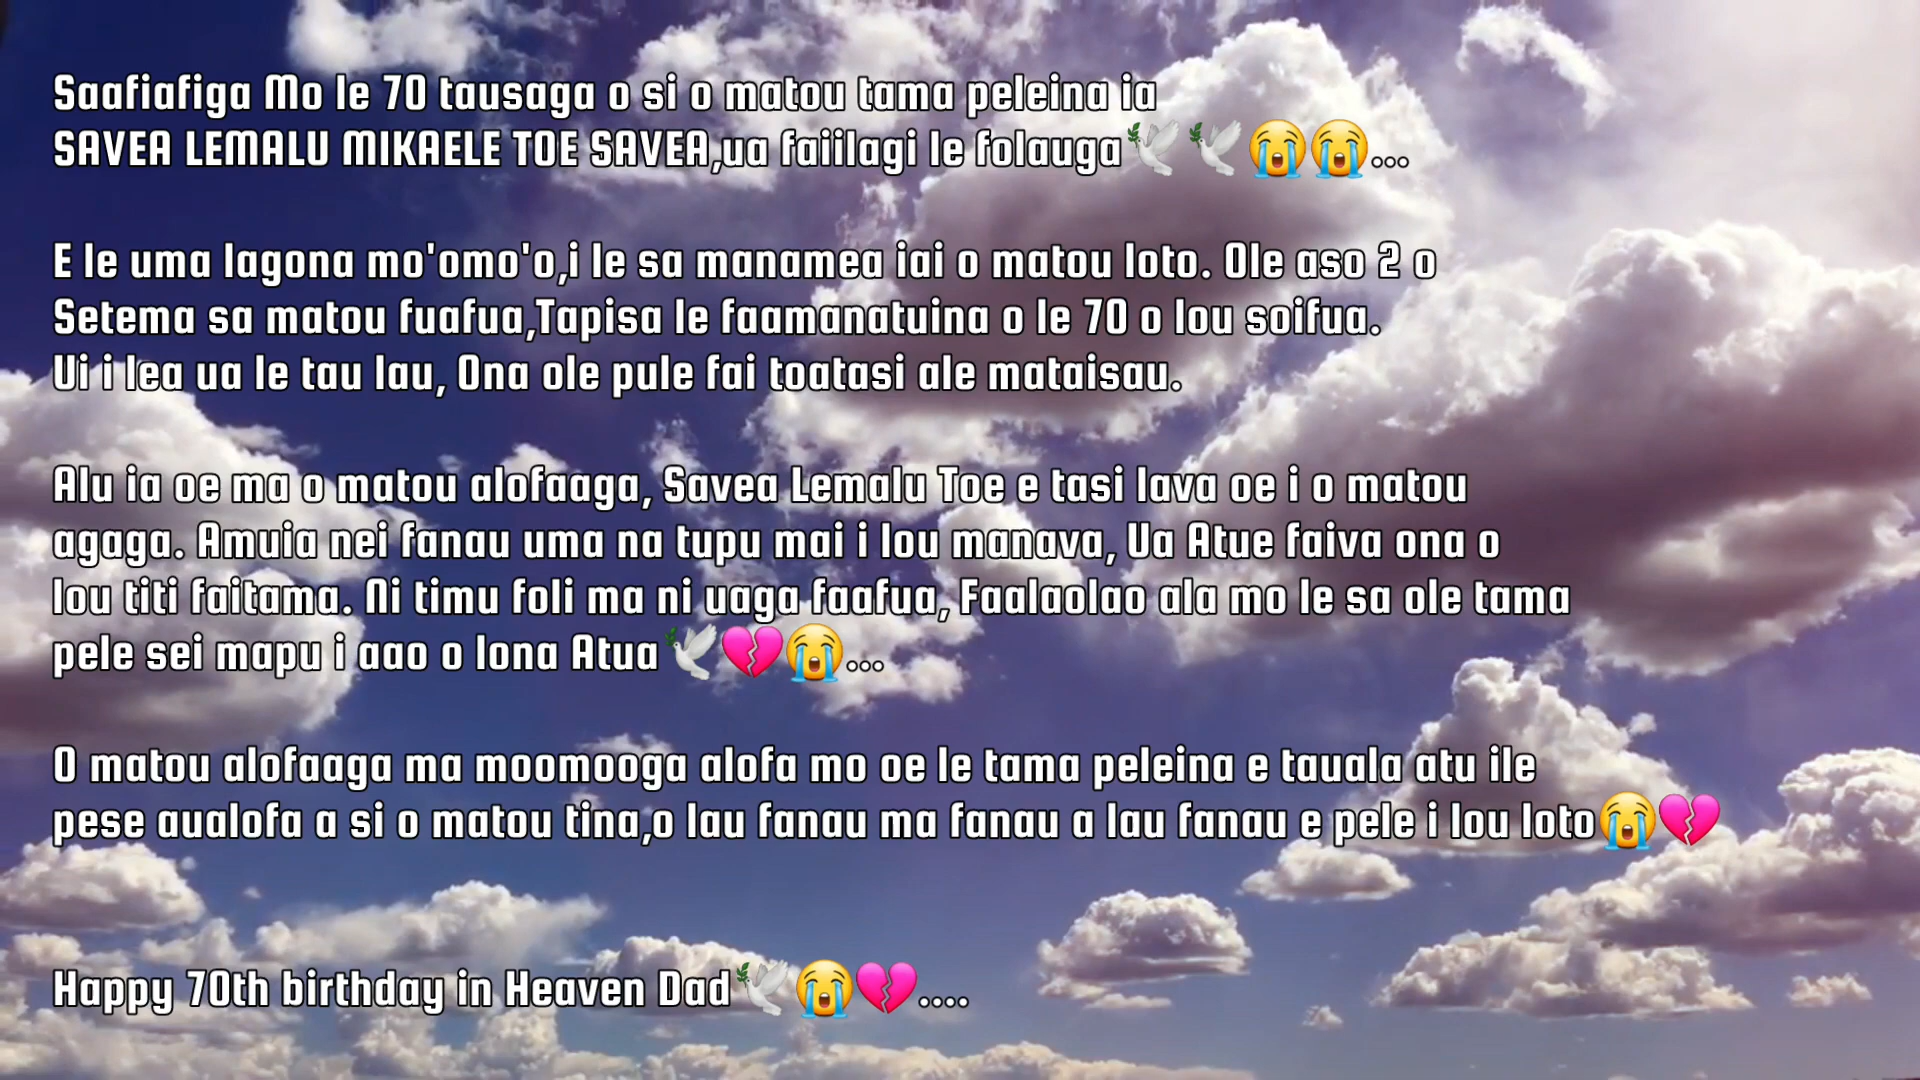 Saafiafiga Mo le 70 tausaga o si o matou tama peleina ia
SAVEA LEMALU MIKAELE TOE SAVEA,ua faiilagi le folauga🕊️🕊️😭😭...
E le uma lagona mo'omo'o,i le sa manamea iai o matou loto. Ole aso 2 o
Setema sa matou fuafua,Tapisa le faamanatuina o le 70 o lou soifua.
Ui i lea ua le tau lau, Ona ole pule fai toatasi ale mataisau.
Alu ia oe ma o matou alofaaga, Savea Lemalu Toe e tasi lava oe i o matou
agaga. Amuia nei fanau uma na tupu mai i lou manava, Ua Atue faiva ona o
lou titi faitama. Ni timu foli ma ni uaga faafua, Faalaolao ala mo le sa ole tama
pele sei mapu i aao o lona Atua🕊️💔😭...
O matou alofaaga ma moomooga alofa mo oe le tama peleina e tauala atu ile
pese aualofa a si o matou tina,o lau fanau ma fanau a lau fanau e pele i lou loto😭💔
Happy 70th birthday in Heaven Dad🕊️😭💔....